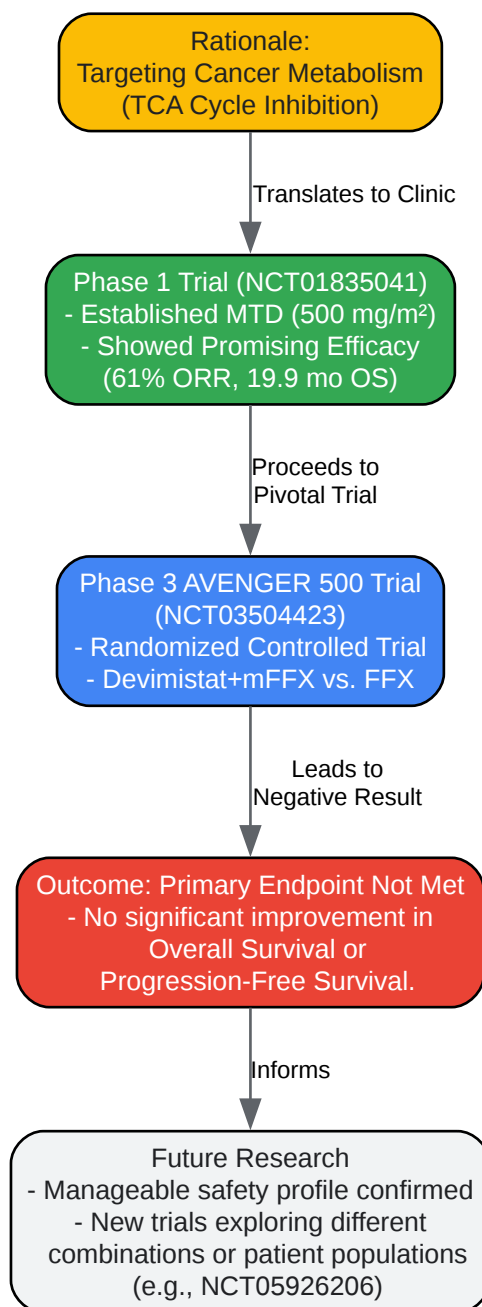 Rationale:
Targeting Cancer Metabolism
(TCA Cycle Inhibition)
Translates to Clinic
Phase 1 Trial (NCT01835041)
- Established MTD (500 mg/m²)
- Showed Promising Efficacy
(61% ORR, 19.9 mo OS)
Proceeds to
Pivotal Trial
Phase 3 AVENGER 500 Trial
(NCT03504423)
- Randomized Controlled Trial
- Devimistat+mFFX vs. FFX
Leads to
Negative Result
Outcome: Primary Endpoint Not Met
- No significant improvement in
Overall Survival or
Progression-Free Survival.
Informs
Future Research
- Manageable safety profile confirmed
- New trials exploring different
combinations or patient populations
(e.g., NCT05926206)